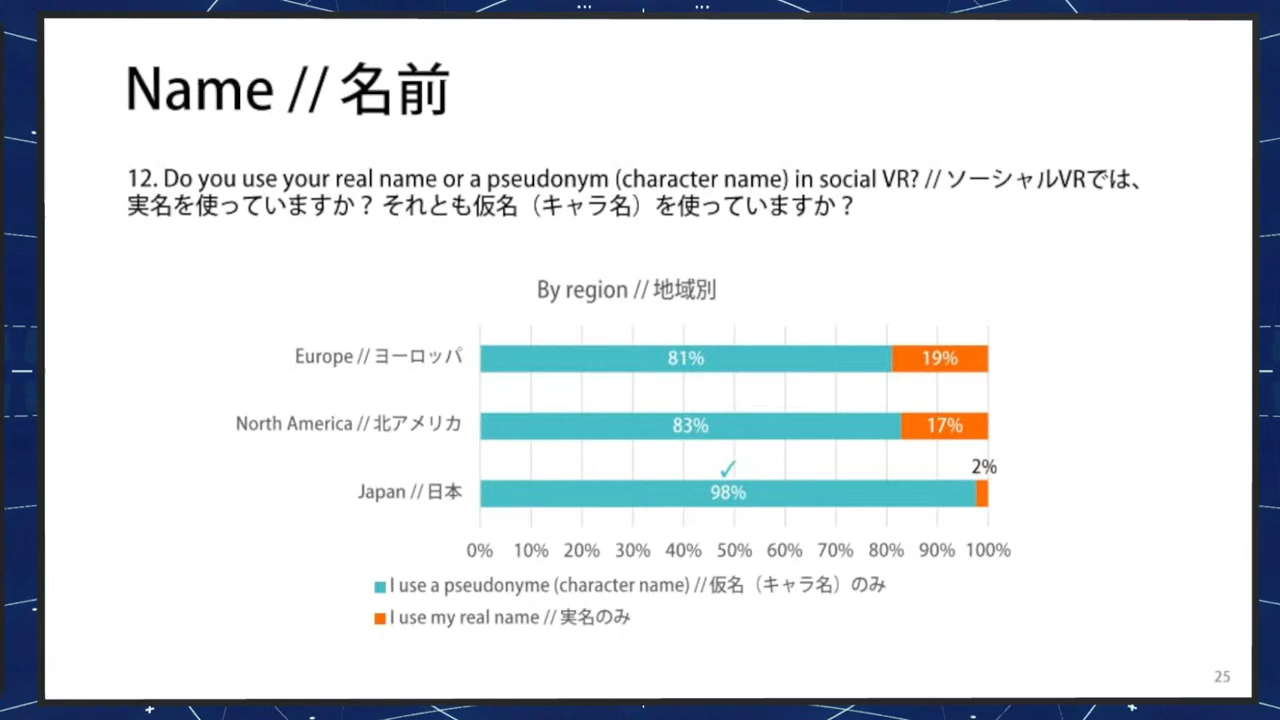 Name // 名前
12. Do you use your real name or a pseudonym (character name) in social VR? // ソーシャルVRでは、
実名を使っていますか？ それとも仮名（キャラ名）を使っていますか？
By region // 地域別
Europe // ヨーロッパ 81% 19%
North America // 北アメリカ 83% 17%
✓ 2%
Japan // 日本 98%
0% 10% 20% 30% 40% 50% 60% 70% 80% 90% 100%
I use a pseudonyme (character name) // 仮名（キャラ名）のみ
I use my real name // 実名のみ
25